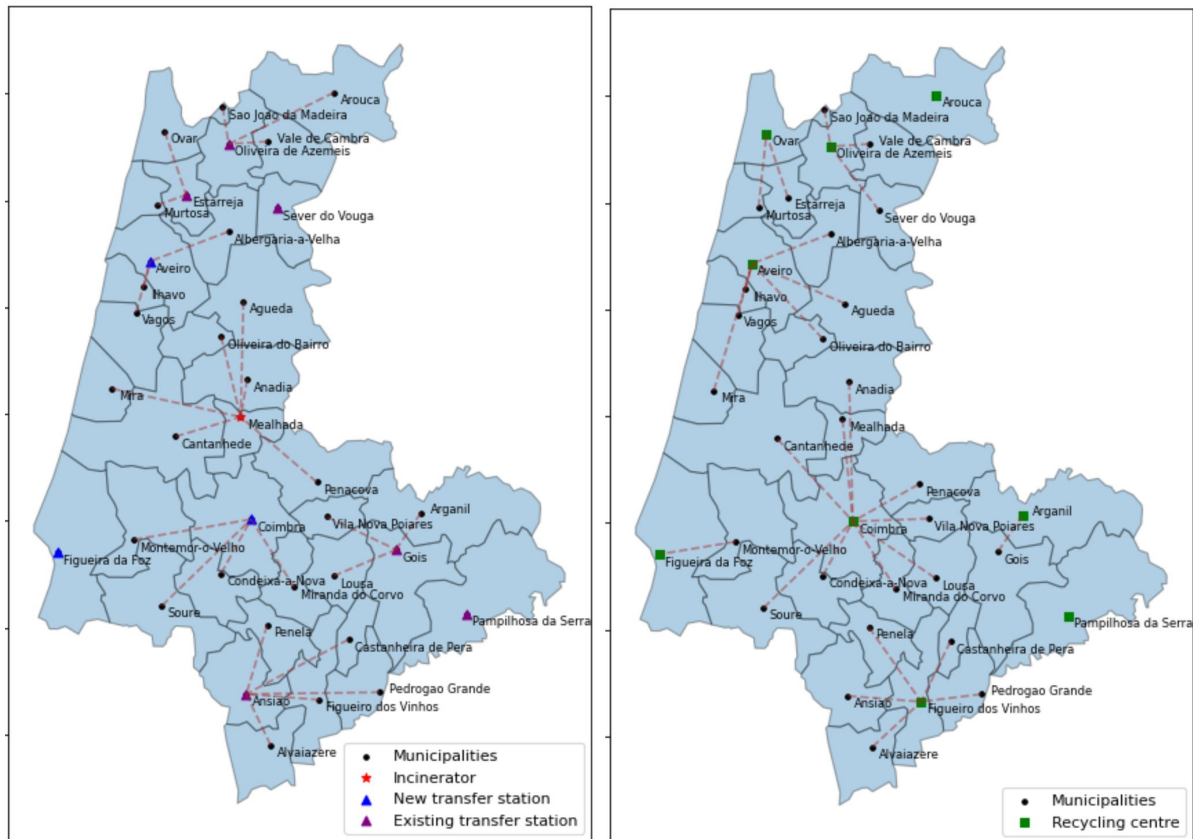 Arouca
Sao João da Madeira
Ovar
Vale de Cambra
Oliveira de Azemeis
Estarreja
Murtosa
Sever do Vouga
Albergaria-a-Velha
Aveiro
Ilhavo
Agueda
Vagos
Oliveira do Bairro
Anadia
Mira
Mealhada
Cantanhede
Penacova
Arganil
Vila Nova Poiares
Coimbra
Montemor-o-Velho
Figueira da Foz
Gois
Condeixa-a-Nova
Lousa
Miranda do Corvo
Soure
Pampilhosa da Serra
Penela
Castanheira de Pera
Pedrogao Grande
Ansiao
Figueiro dos Vinhos
Alvaiazere
Municipalities
Incinerator
New transfer station
Existing transfer station
Arouca
Sao João da Madeira
Ovar
Vale de Cambra
Oliveira de Azemeis
Estarreja
Murtosa
Sever do Vouga
Albergaria-a-Velha
Aveiro
Ilhavo
Agueda
Vagos
Oliveira do Bairro
Anadia
Mira
Mealhada
Cantanhede
Penacova
Arganil
Vila Nova Poiares
Coimbra
Montemor-o-Velho
Figueira da Foz
Gois
Condeixa-a-Nova
Lousa
Miranda do Corvo
Soure
Pampilhosa da Serra
Penela
Castanheira de Pera
Pedrogao Grande
Ansiao
Figueiro dos Vinhos
Alvaiazere
Municipalities
Recycling centre